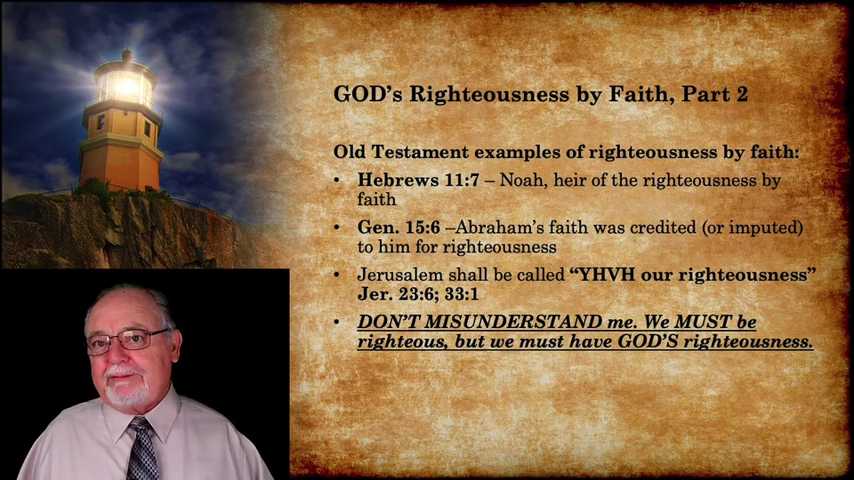 GOD’s Righteousness by Faith, Part 2
Old Testament examples of righteousness by faith:
• Hebrews 11:7 – Noah, heir of the righteousness by
faith
• Gen. 15:6 –Abraham’s faith was credited (or imputed)
to him for righteousness
• Jerusalem shall be called “YHVH our righteousness”
Jer. 23:6; 33:1
• DON’T MISUNDERSTAND me. We MUST be
righteous, but we must have GOD’S righteousness.